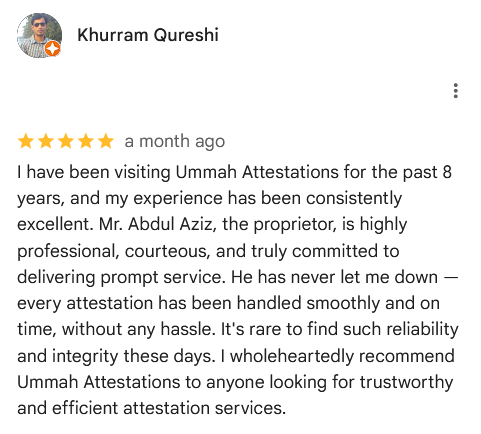 Khurram Qureshi
a month ago
I have been visiting Ummah Attestations for the past 8
years, and my experience has been consistently
excellent. Mr. Abdul Aziz, the proprietor, is highly
professional, courteous, and truly committed to
delivering prompt service. He has never let me down —
every attestation has been handled smoothly and on
time, without any hassle. It's rare to find such reliability
and integrity these days. I wholeheartedly recommend
Ummah Attestations to anyone looking for trustworthy
and efficient attestation services.